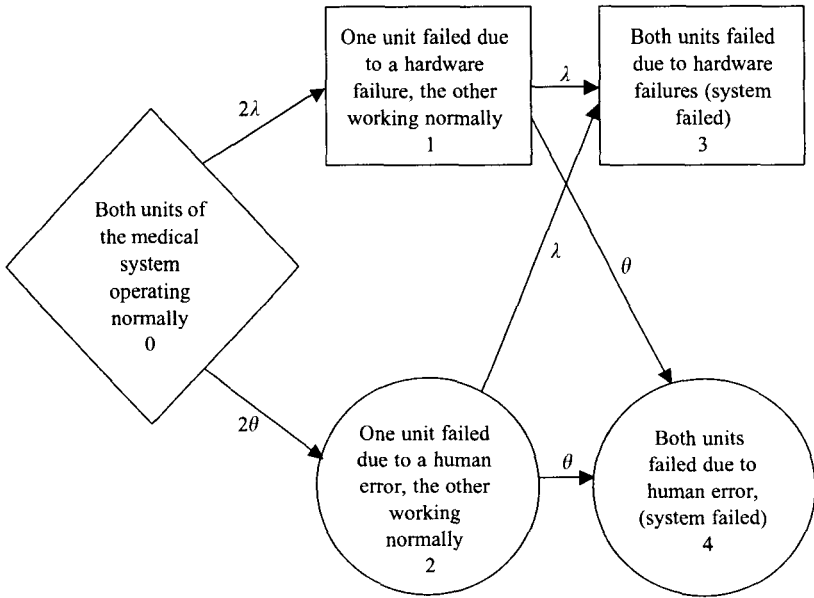 Both units of
the medical
system
operating
normally
0
2λ
2θ
One unit failed due
to a hardware
failure, the other
working normally
1
λ
θ
Both units failed
due to hardware
failures (system
failed)
3
One unit failed
due to a human
error, the other
working
normally
2
λ
θ
Both units
failed due to
human error,
(system failed)
4